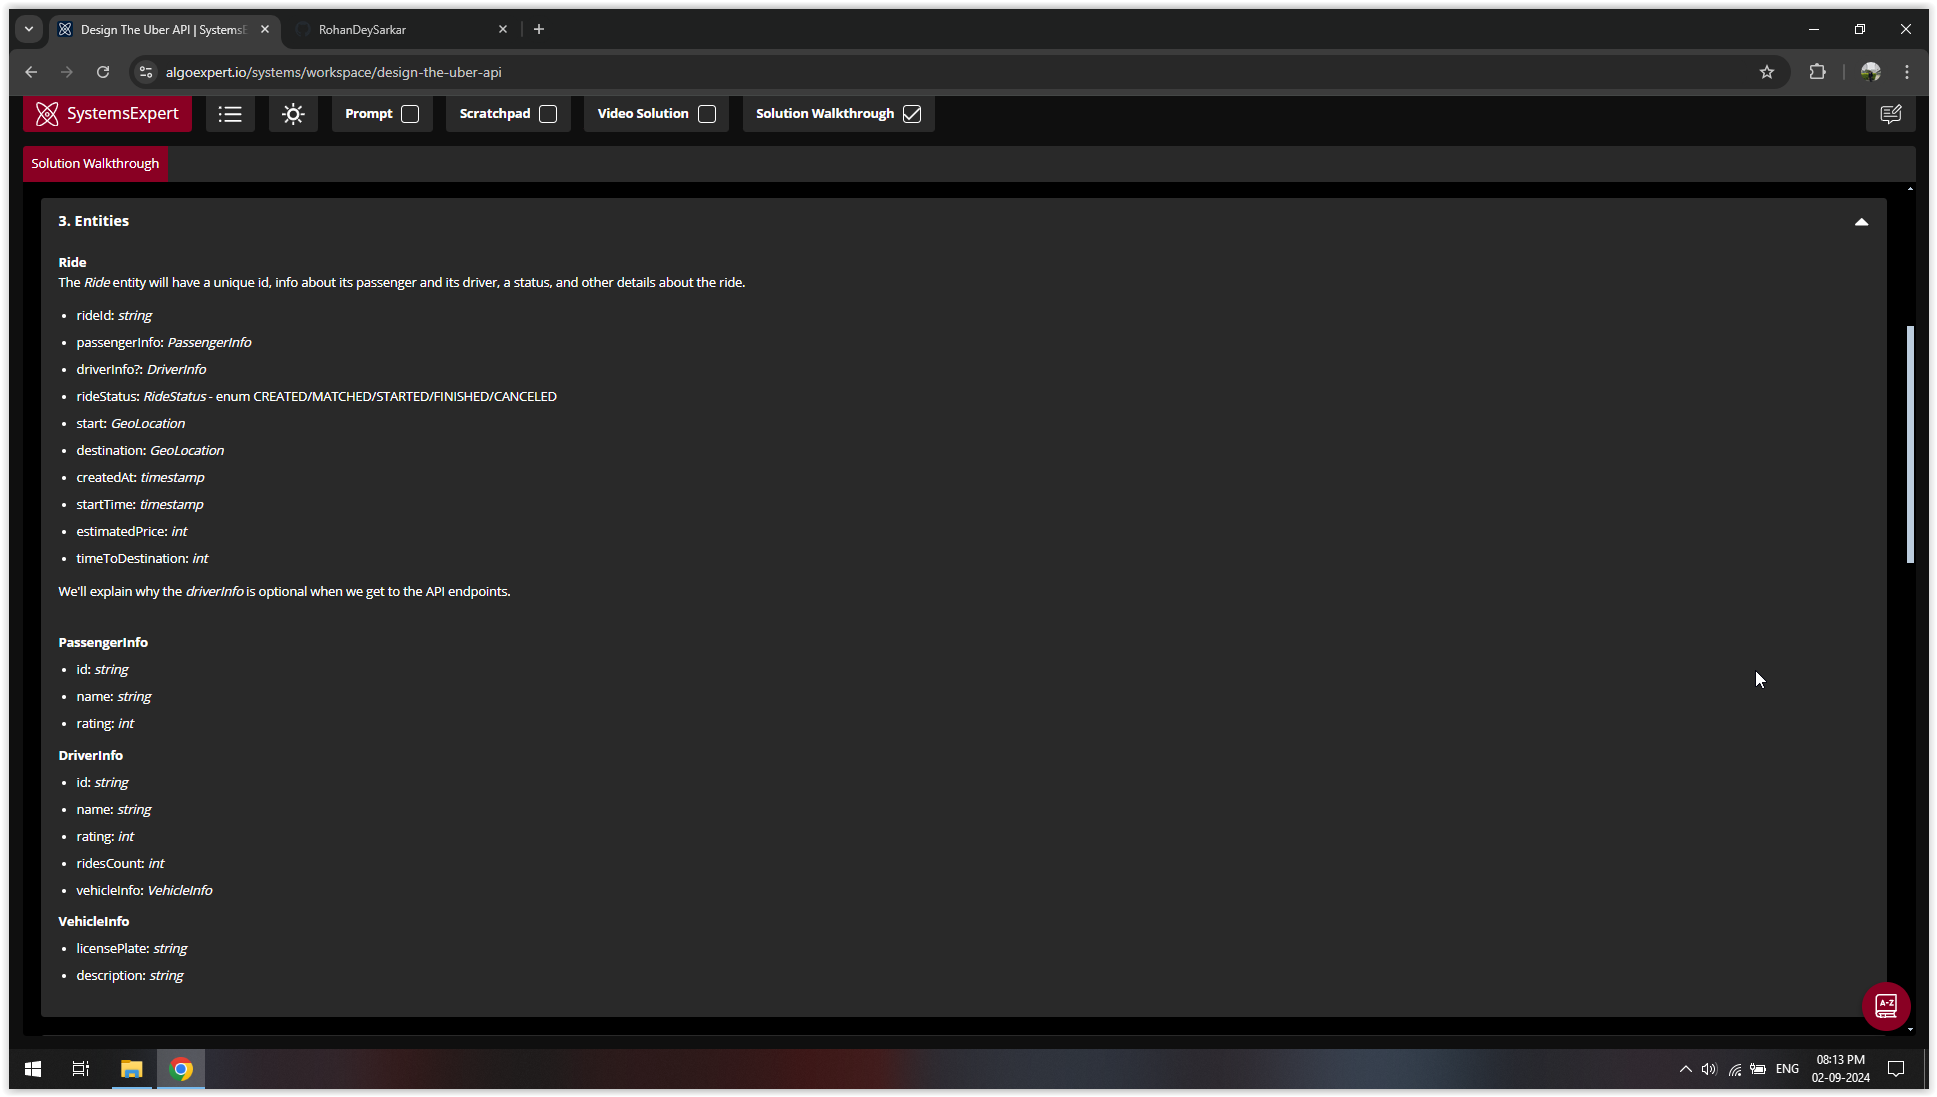 Design The Uber API | SystemsE
RohanDeySarkar
algoexpert.io/systems/workspace/design-the-uber-api
SystemsExpert
Prompt
Scratchpad
Video Solution
Solution Walkthrough
Solution Walkthrough
3. Entities
Ride
The Ride entity will have a unique id, info about its passenger and its driver, a status, and other details about the ride.
• rideId: string
• passengerInfo: PassengerInfo
• driverInfo?: DriverInfo
• rideStatus: RideStatus - enum CREATED/MATCHED/STARTED/FINISHED/CANCELED
• start: GeoLocation
• destination: GeoLocation
• createdAt: timestamp
• startTime: timestamp
• estimatedPrice: int
• timeToDestination: int
We'll explain why the driverInfo is optional when we get to the API endpoints.
PassengerInfo
• id: string
• name: string
• rating: int
DriverInfo
• id: string
• name: string
• rating: int
• ridesCount: int
• vehicleInfo: VehicleInfo
VehicleInfo
• licensePlate: string
• description: string
A-Z
ENG
08:13 PM
02-09-2024